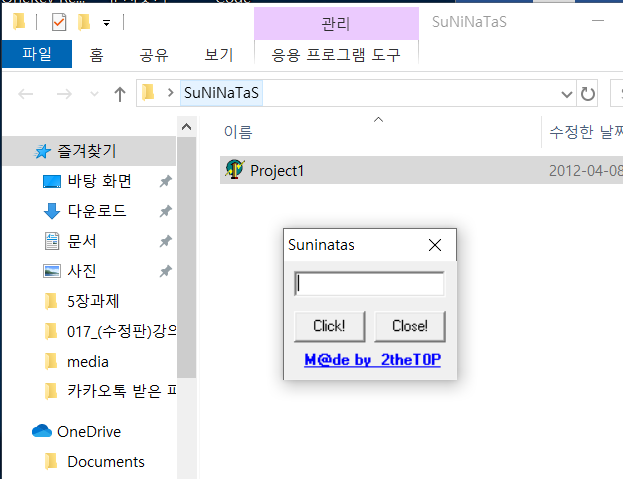 관리
SuNiNaTaS
파일 홈 공유 보기 응용 프로그램 도구
SuNiNaTaS
이름 수정한 날짜
즐겨찾기
Project1 2012-04-08
바탕 화면
다운로드
문서
사진
5장과제
017_(수정판)강의
media
카카오톡 받은 파
OneDrive
Documents
Suninatas
Click! Close!
M@de by 2theT0P